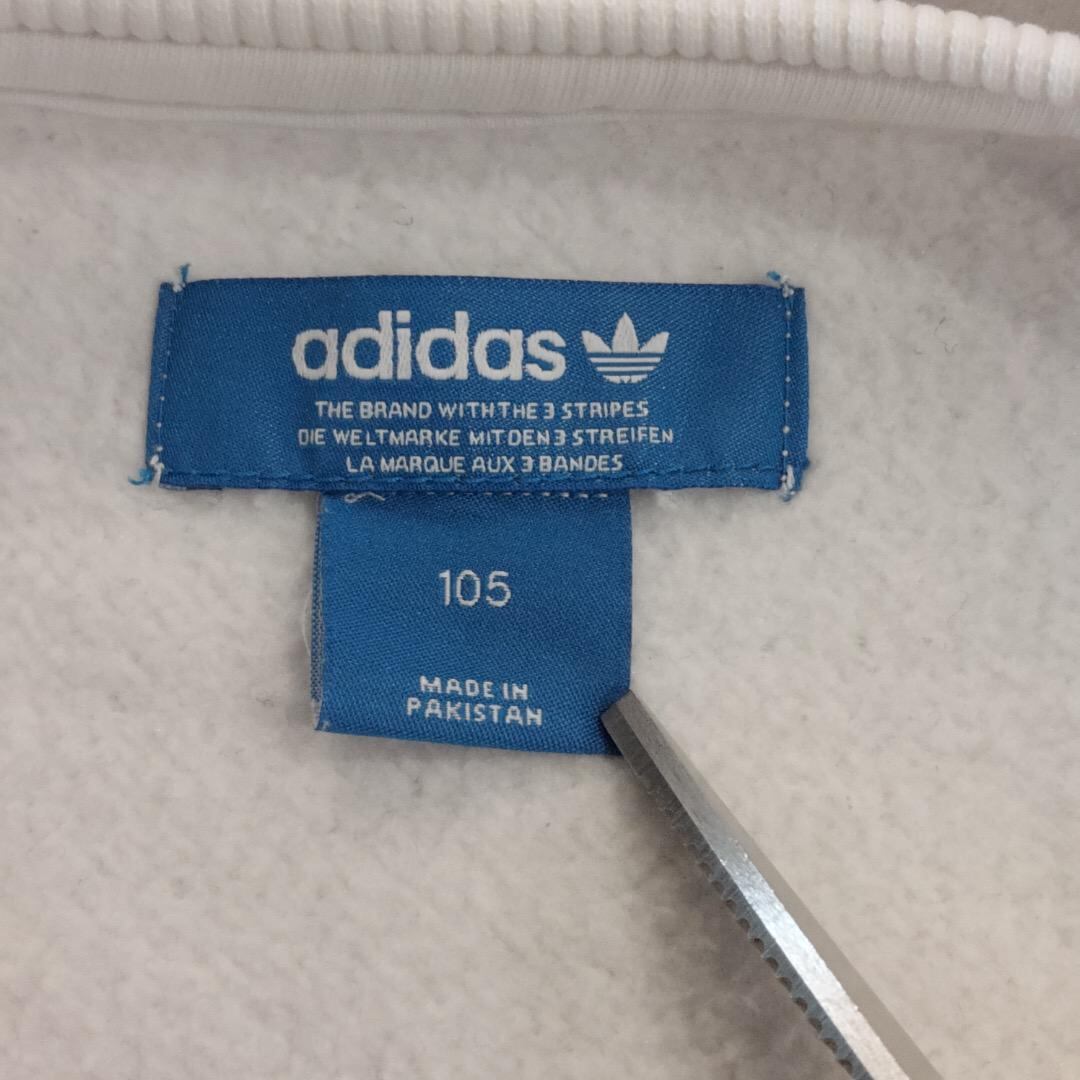 adidas
THE BRAND WITH THE 3 STRIPES
DIE WELTMARKE MIT DEN 3 STREIFEN
LA MARQUE AUX 3 BANDES
105
MADE IN
PAKISTAN